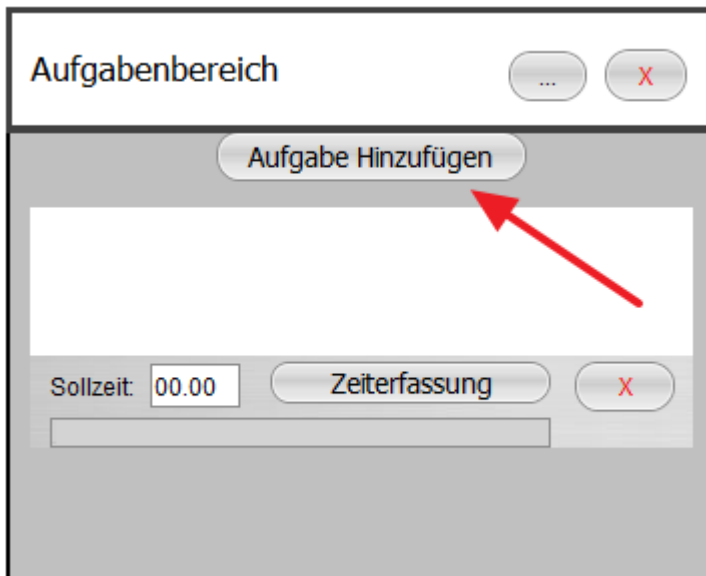 Aufgabenbereich ... X
Aufgabe Hinzufügen
Sollzeit: 00.00 Zeiterfassung X